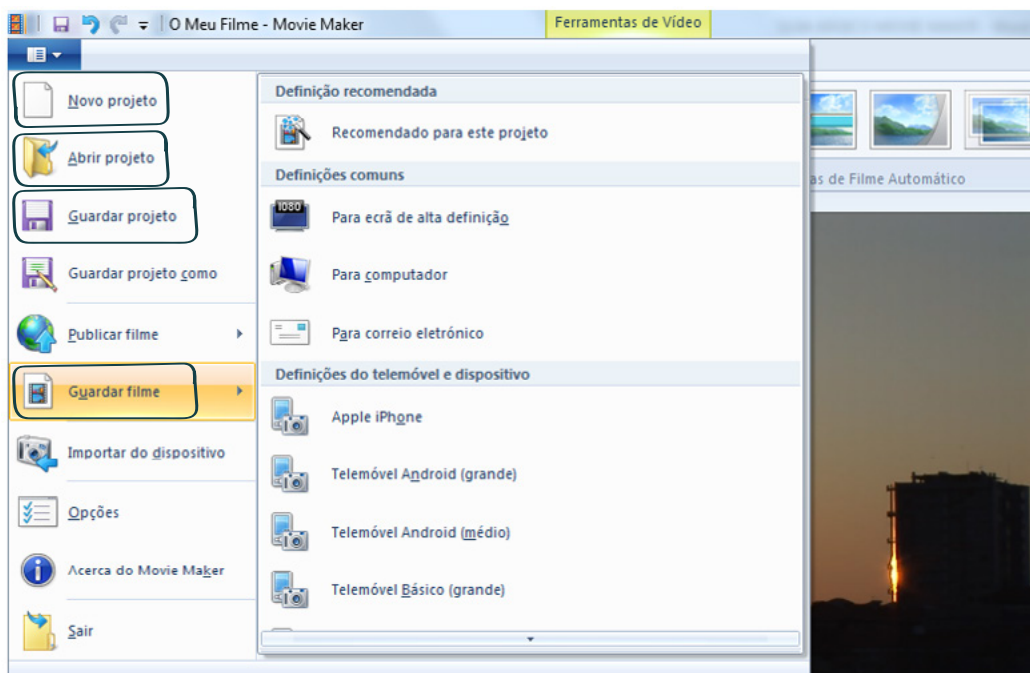 O Meu Filme - Movie Maker
Ferramentas de Vídeo
Novo projeto
Abrir projeto
Guardar projeto
Guardar projeto como
Publicar filme
Guardar filme
Importar do dispositivo
Opções
Acerca do Movie Maker
Sair
Definição recomendada
Recomendado para este projeto
Definições comuns
1080
Para ecrã de alta definição
Para computador
Para correio eletrónico
Definições do telemóvel e dispositivo
Apple iPhone
Telemóvel Android (grande)
Telemóvel Android (médio)
Telemóvel Básico (grande)
as de Filme Automático